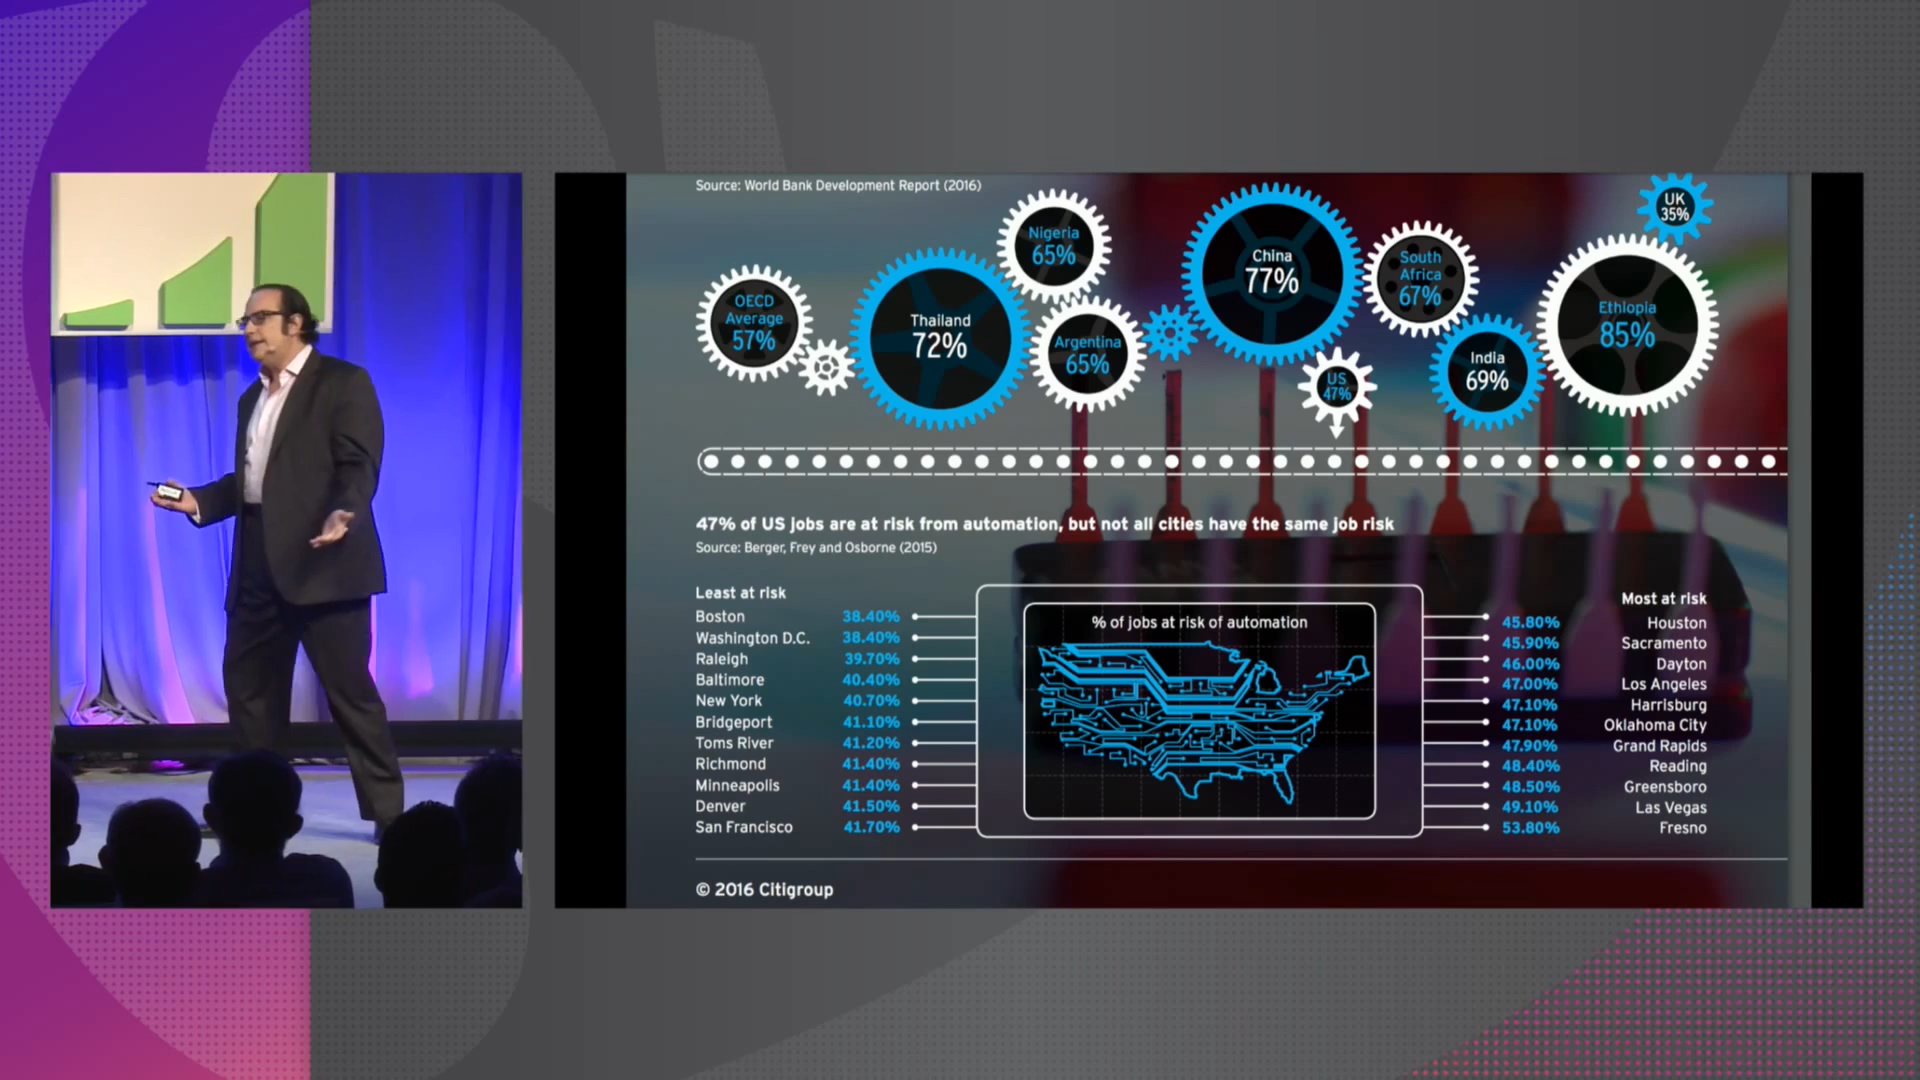 Source: World Bank Development Report (2016)
OECD
Average
57%
Thailand
72%
Nigeria
65%
Argentina
65%
China
77%
US
47%
South
Africa
67%
India
69%
Ethiopia
85%
UK
35%
47% of US jobs are at risk from automation, but not all cities have the same job risk
Source: Berger, Frey and Osborne (2015)
Least at risk
Boston 38.40%
Washington D.C. 38.40%
Raleigh 39.70%
Baltimore 40.40%
New York 40.70%
Bridgeport 41.10%
Toms River 41.20%
Richmond 41.40%
Minneapolis 41.40%
Denver 41.50%
San Francisco 41.70%
% of jobs at risk of automation
Most at risk
45.80% Houston
45.90% Sacramento
46.00% Dayton
47.00% Los Angeles
47.10% Harrisburg
47.10% Oklahoma City
47.90% Grand Rapids
48.40% Reading
48.50% Greensboro
49.10% Las Vegas
53.80% Fresno
© 2016 Citigroup